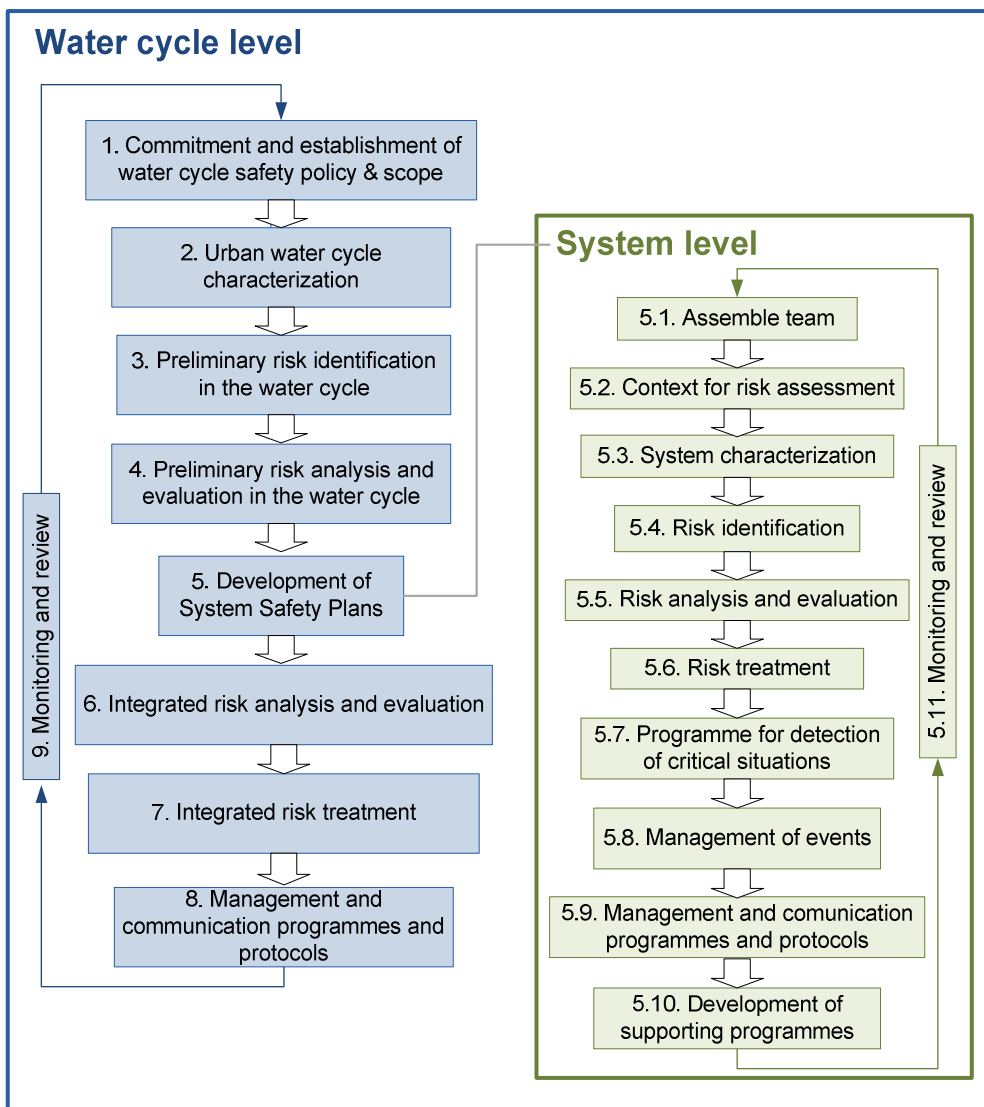 Water cycle level
1. Commitment and establishment of
water cycle safety policy & scope
2. Urban water cycle
characterization
3. Preliminary risk identification
in the water cycle
4. Preliminary risk analysis and
evaluation in the water cycle
5. Development of
System Safety Plans
6. Integrated risk analysis and evaluation
7. Integrated risk treatment
8. Management and
communication programmes and
protocols
9. Monitoring and review
System level
5.1. Assemble team
5.2. Context for risk assessment
5.3. System characterization
5.4. Risk identification
5.5. Risk analysis and evaluation
5.6. Risk treatment
5.7. Programme for detection
of critical situations
5.8. Management of events
5.9. Management and comunication
programmes and protocols
5.10. Development of
supporting programmes
5.11. Monitoring and review